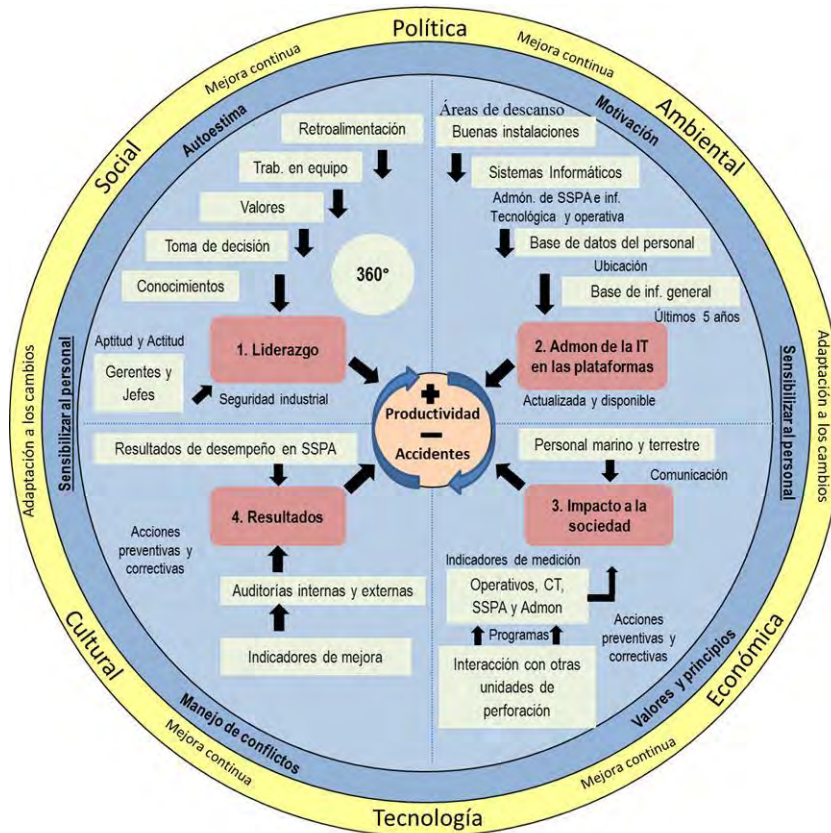 Política
Mejora continua
Mejora continua
Social
Ambiental
Autoestima
Motivación
Retroalimentación
Trab. en equipo
Valores
Toma de decisión
Conocimientos
360°
Áreas de descanso
Buenas instalaciones
Sistemas Informáticos
Admón. de SSPA e inf.
Tecnológica y operativa
Base de datos del personal
Ubicación
Base de inf. general
Últimos 5 años
Aptitud y Actitud
Gerentes y
Jefes
1. Liderazgo
Seguridad industrial
2. Admon de la IT
en las plataformas
Actualizada y disponible
Adaptación a los cambios
Sensibilizar al personal
Sensibilizar al personal
Adaptación a los cambios
+
Productividad
–
Accidentes
Resultados de desempeño en SSPA
4. Resultados
Acciones
preventivas y
correctivas
Auditorías internas y externas
Indicadores de mejora
Personal marino y terrestre
Comunicación
3. Impacto a la
sociedad
Indicadores de medición
Operativos, CT,
SSPA y Admon
Programas
Acciones
preventivas y
correctivas
Interacción con otras
unidades de
perforación
Cultural
Económica
Manejo de conflictos
Valores y principios
Mejora continua
Mejora continua
Tecnología